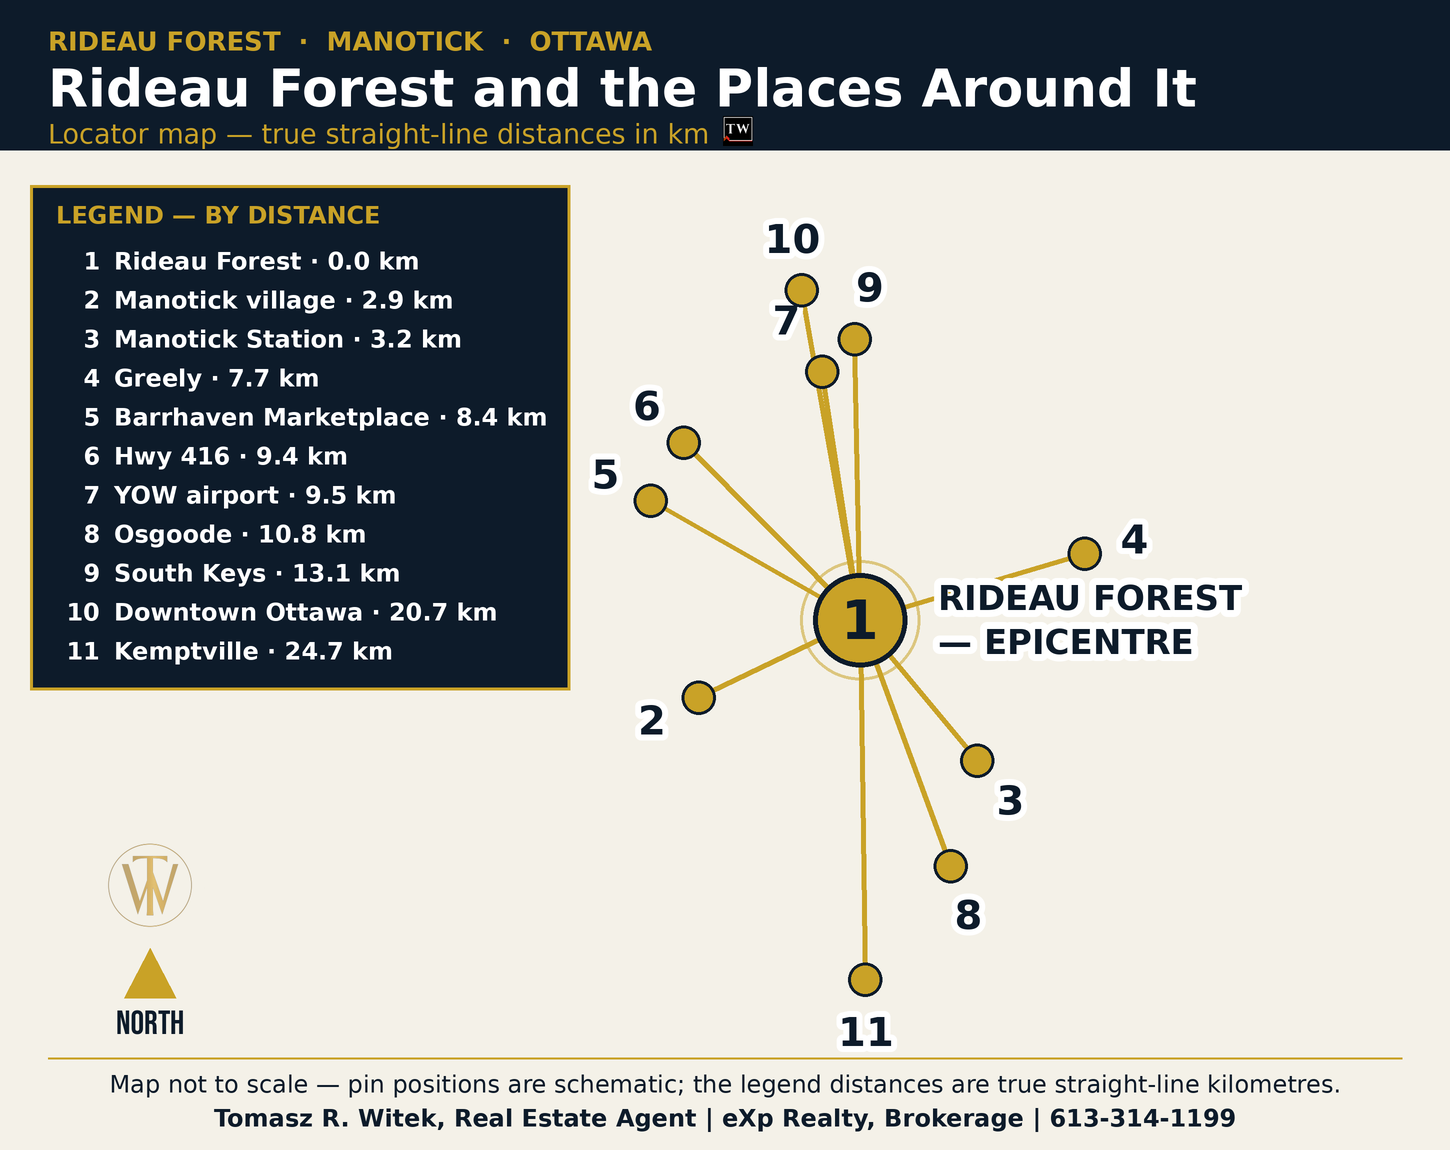 RIDEAU FOREST · MANOTICK · OTTAWA
Rideau Forest and the Places Around It
Locator map — true straight-line distances in km TW
LEGEND — BY DISTANCE
1 Rideau Forest · 0.0 km
2 Manotick village · 2.9 km
3 Manotick Station · 3.2 km
4 Greely · 7.7 km
5 Barrhaven Marketplace · 8.4 km
6 Hwy 416 · 9.4 km
7 YOW airport · 9.5 km
8 Osgoode · 10.8 km
9 South Keys · 13.1 km
10 Downtown Ottawa · 20.7 km
11 Kemptville · 24.7 km
10
9
7
6
5
4
1
RIDEAU FOREST
— EPICENTRE
2
3
8
11
TW
NORTH
Map not to scale — pin positions are schematic; the legend distances are true straight-line kilometres.
Tomasz R. Witek, Real Estate Agent | eXp Realty, Brokerage | 613-314-1199